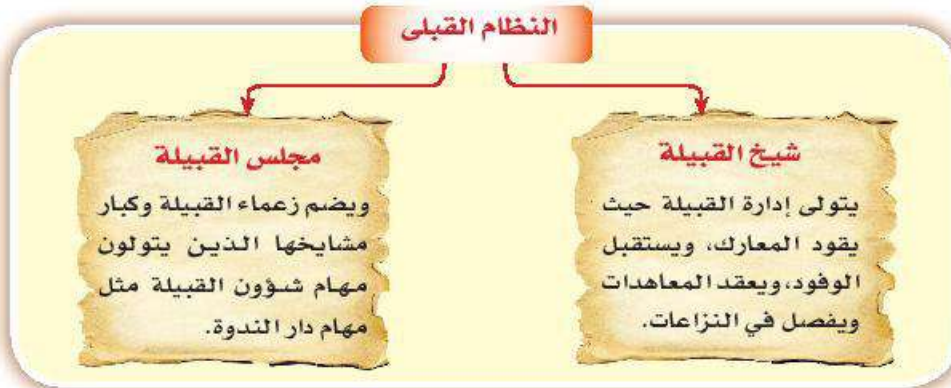 النظام القبلى
شيخ القبيلة
يتولى إدارة القبيلة حيث
يقود المعارك، ويستقبل
الوفود، ويعقد المعاهدات
ويفصل في النزاعات.
مجلس القبيلة
ويضم زعماء القبيلة وكبار
مشايخها الذين يتولون
مهام شؤون القبيلة مثل
مهام دار الندوة.